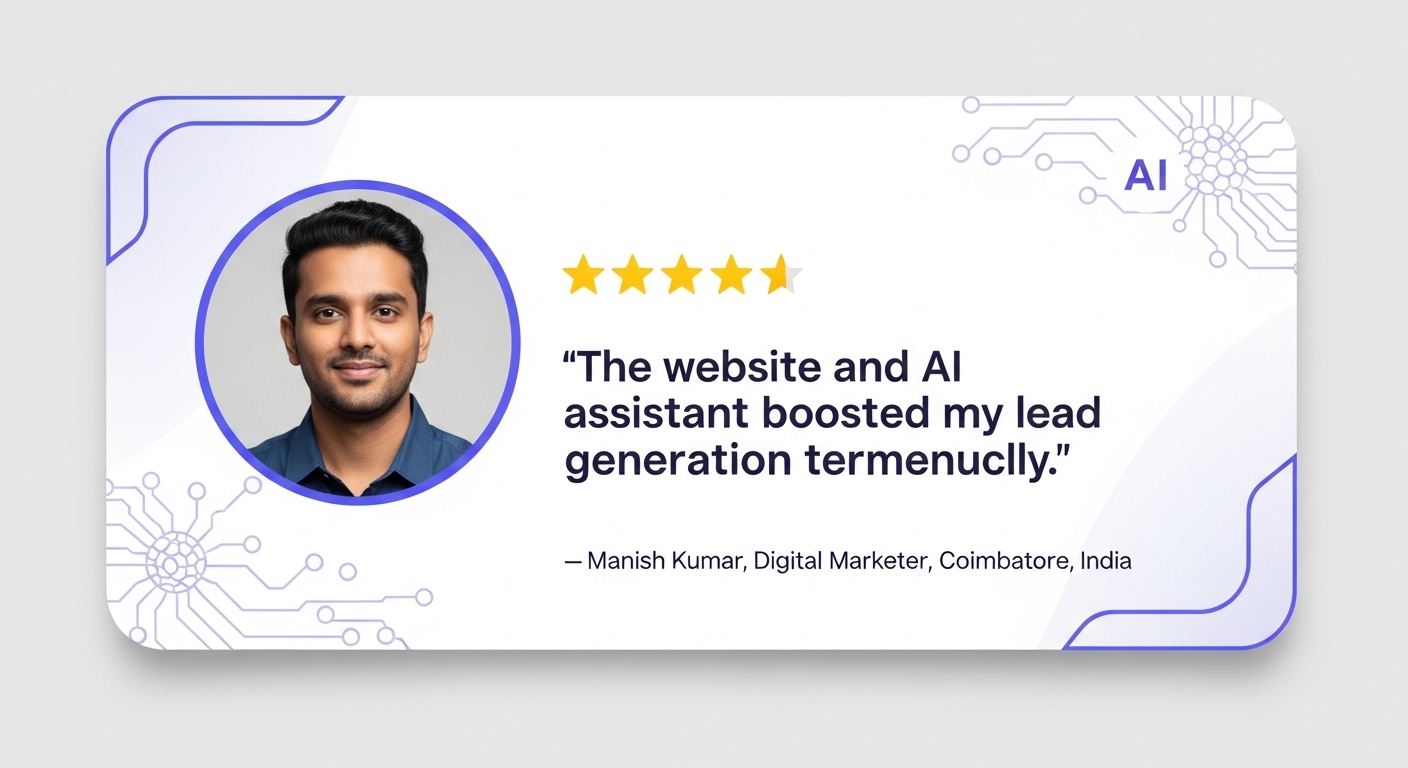 AI
“The website and AI
assistant boosted my lead
generation termenuclly.”
— Manish Kumar, Digital Marketer, Coimbatore, India